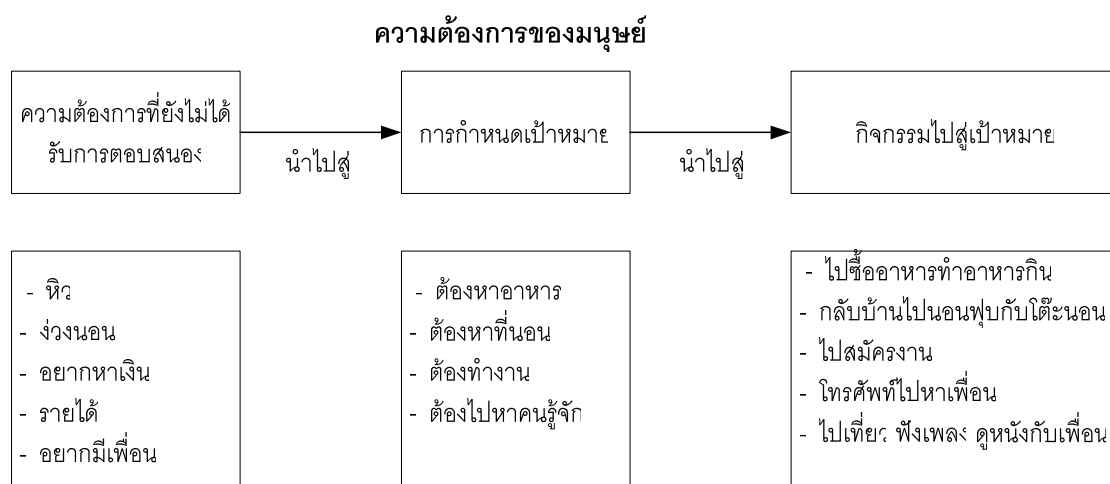 ความต้องการของมนุษย์
ความต้องการที่ยังไม่ได้
รับการตอบสนอง
นำไปสู่
การกำหนดเป้าหมาย
นำไปสู่
กิจกรรมไปสู่เป้าหมาย
- หิว
- ง่วงนอน
- อยากหาเงิน
- รายได้
- อยากมีเพื่อน
- ต้องหาอาหาร
- ต้องหาที่นอน
- ต้องทำงาน
- ต้องไปหาคนรู้จัก
- ไปซื้ออาหารทำอาหารกิน
- กลับบ้านไปนอนฟุบกับโต๊ะนอน
- ไปสมัครงาน
- โทรศัพท์ไปหาเพื่อน
- ไปเที่ยว ฟังเพลง ดูหนังกับเพื่อน